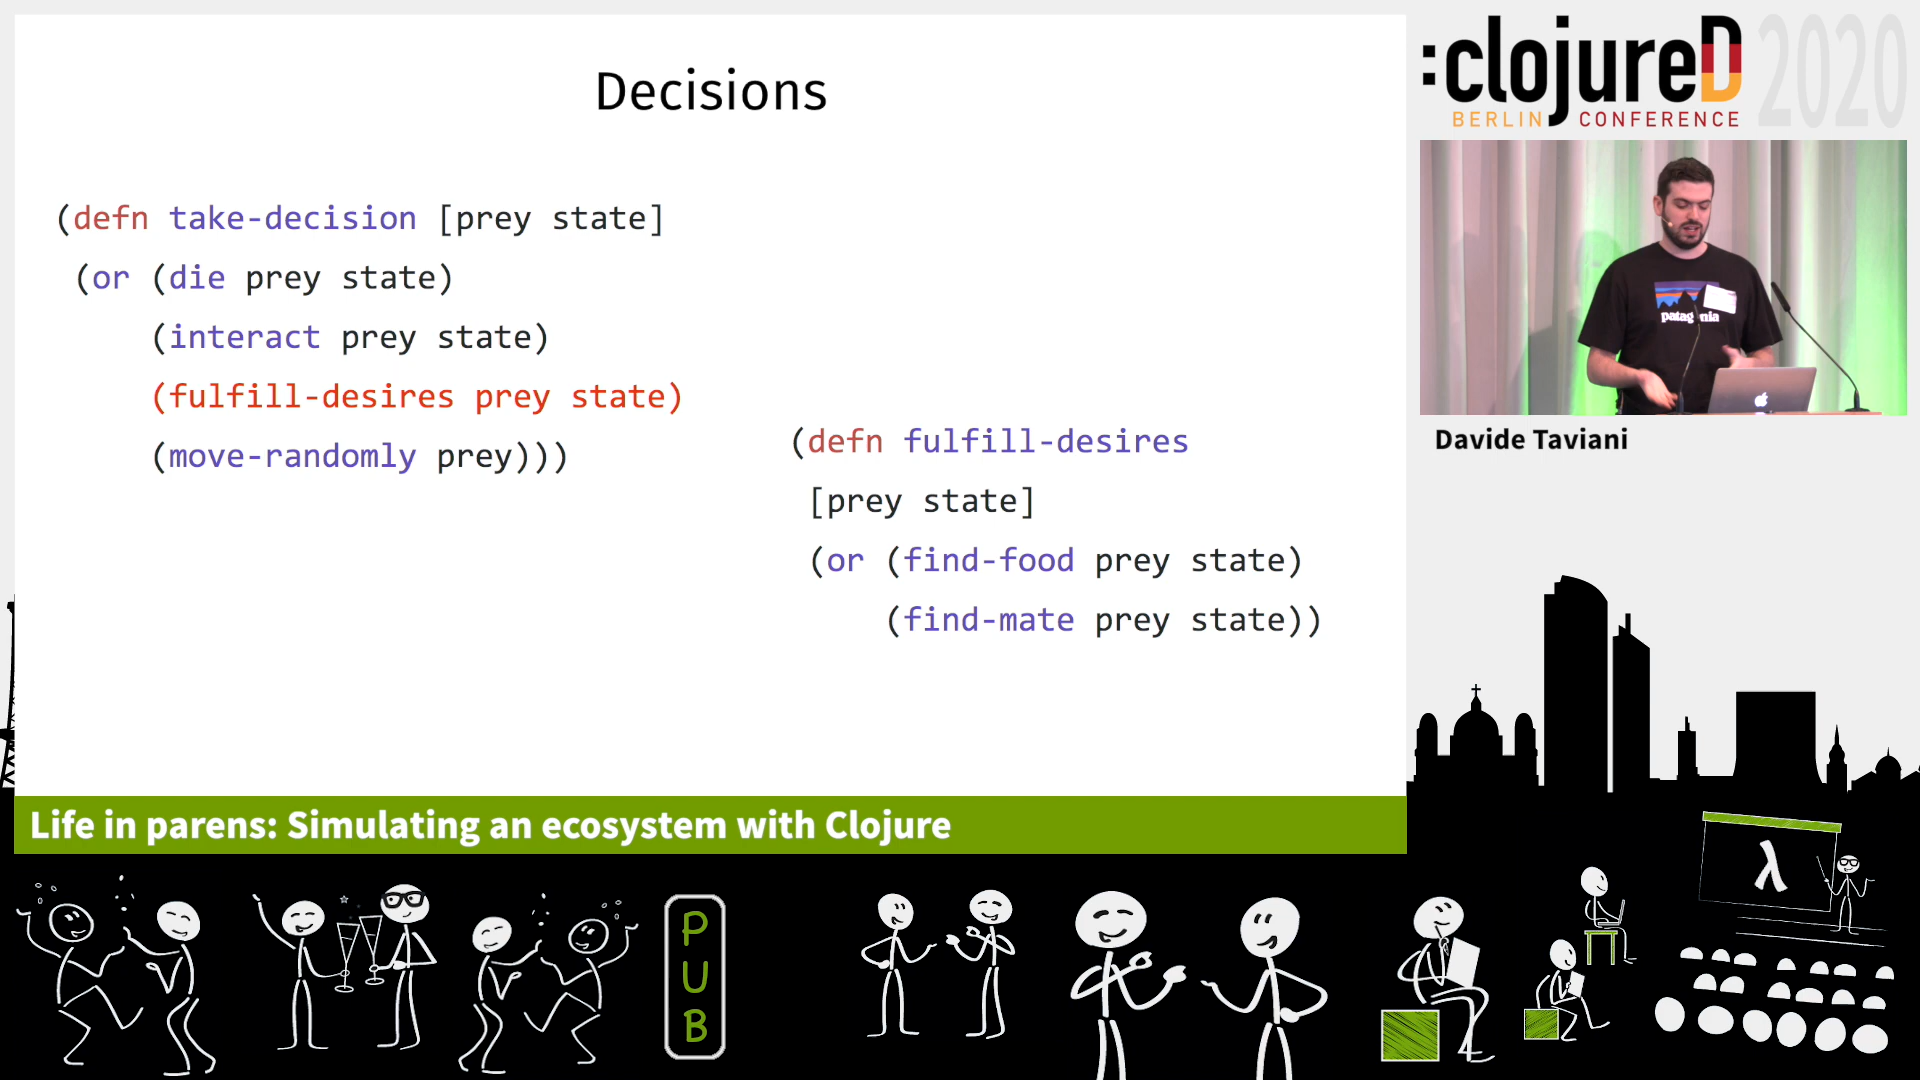 Decisions
(defn take-decision [prey state]
(or (die prey state)
(interact prey state)
(fulfill-desires prey state)
(move-randomly prey)))
(defn fulfill-desires
[prey state]
(or (find-food prey state)
(find-mate prey state))
Life in parens: Simulating an ecosystem with Clojure
:clojureD 2020
BERLIN CONFERENCE
patagonia
Davide Taviani
PUB
λ